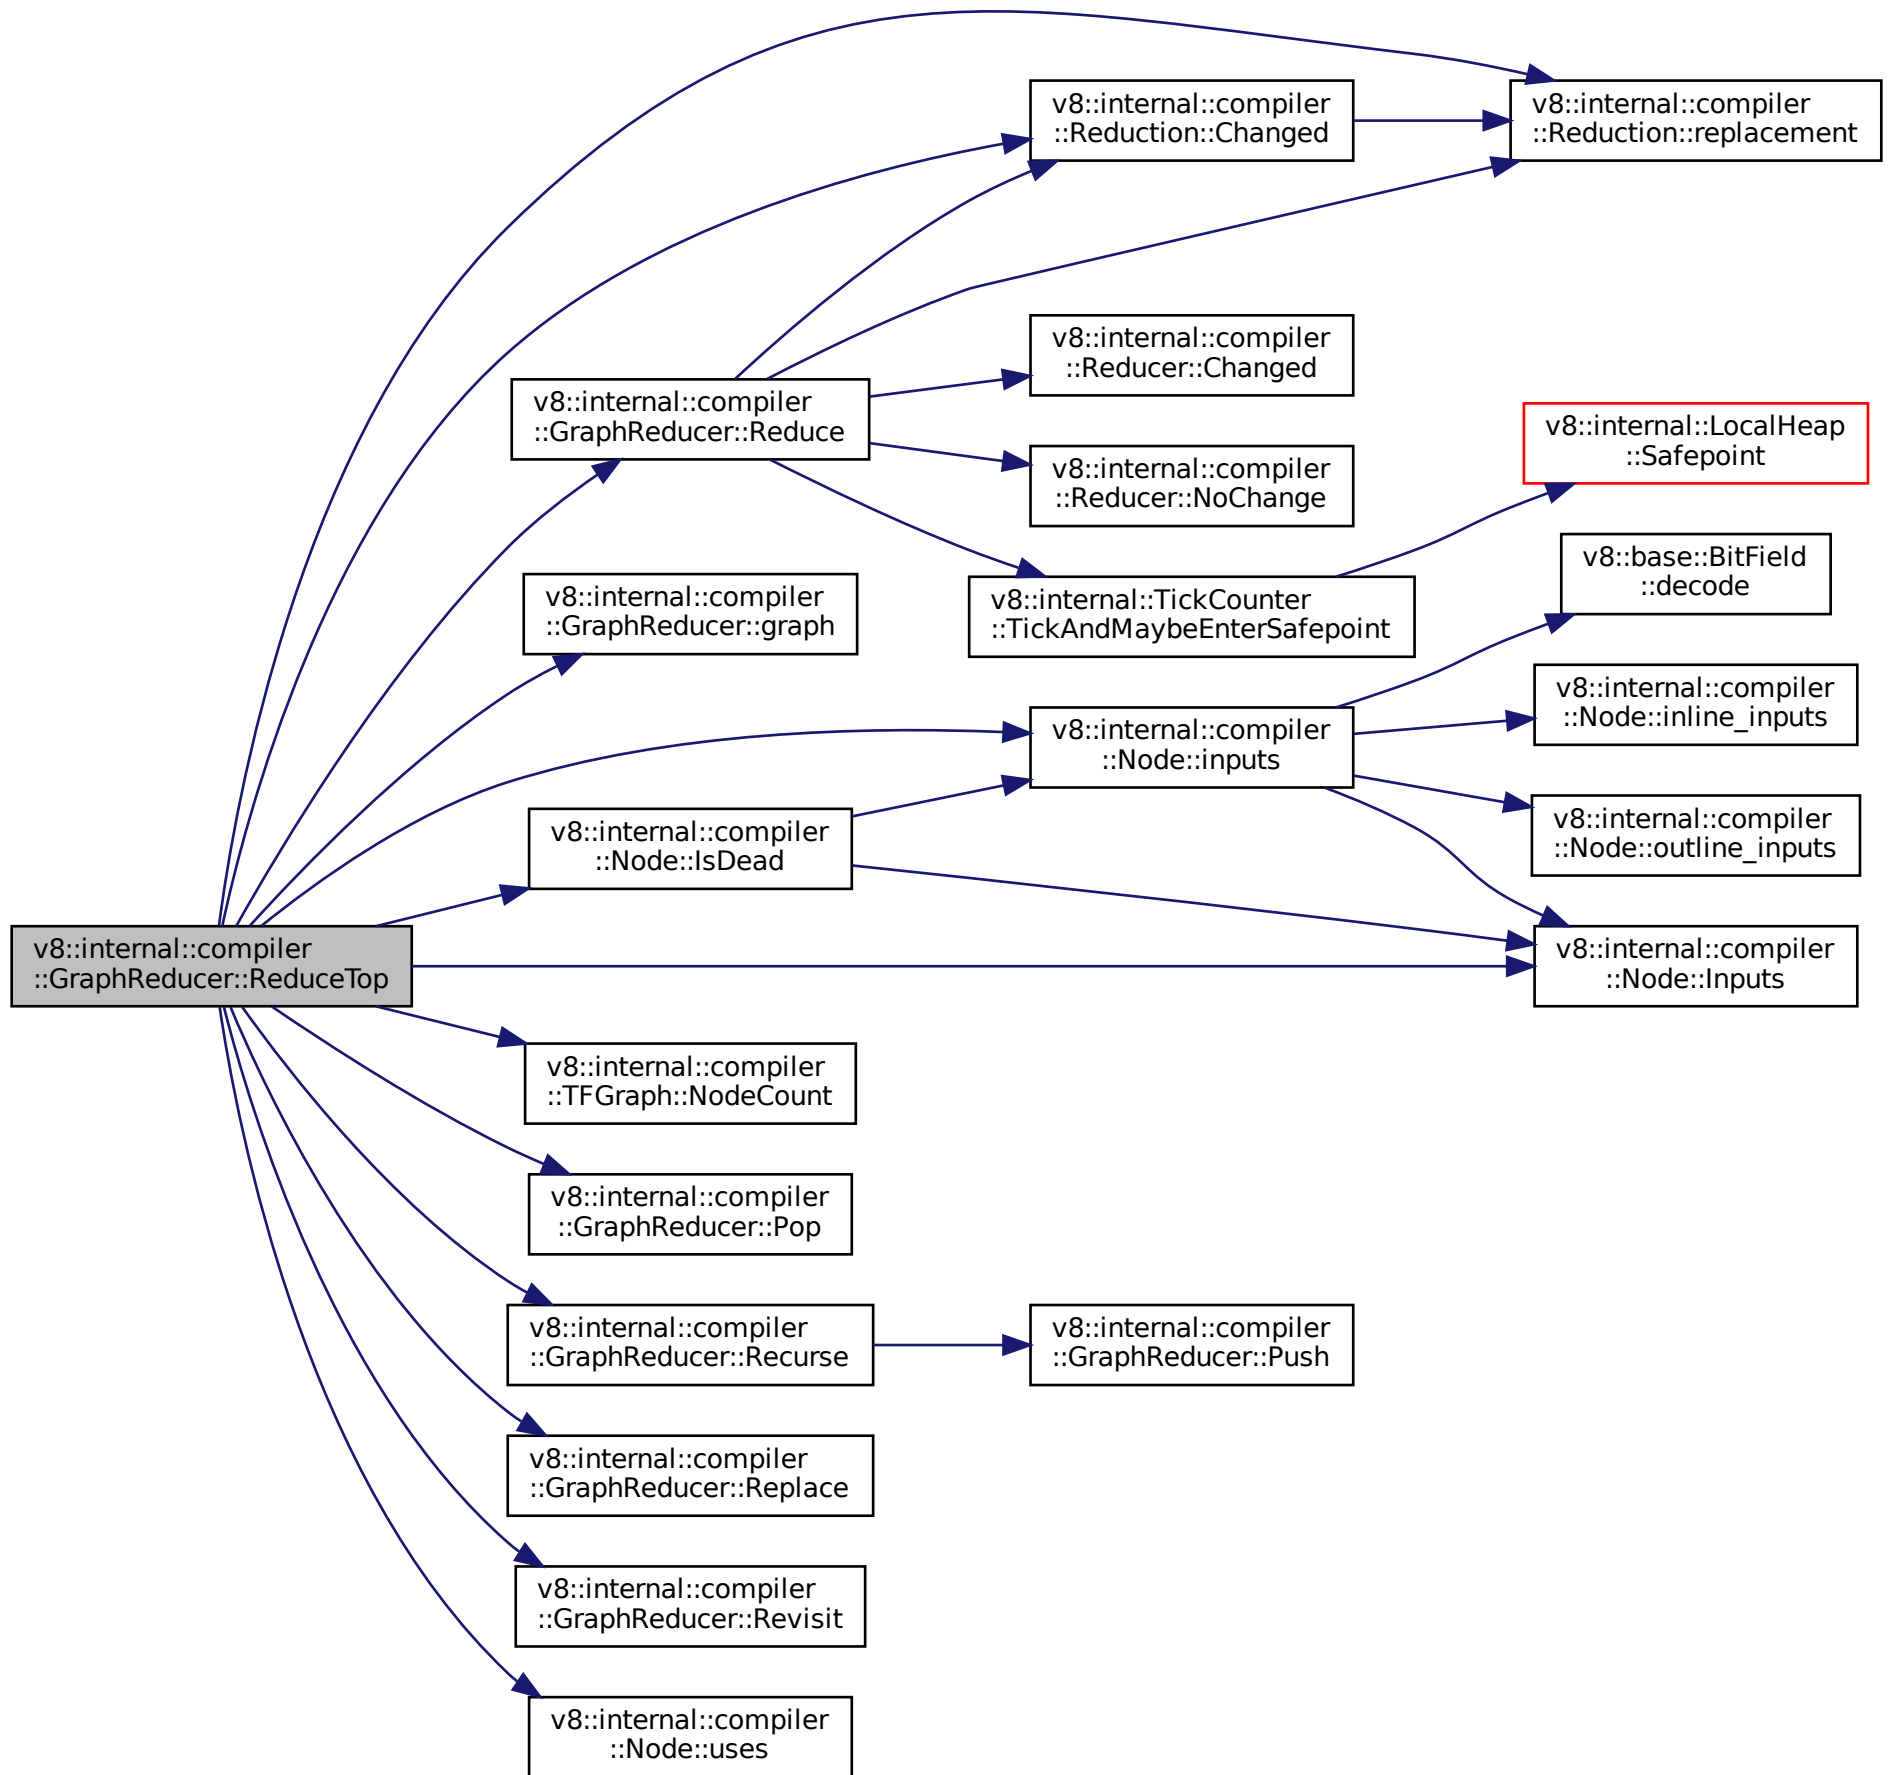 v8::internal::compiler
::Reduction::Changed
v8::internal::compiler
::Reduction::replacement
v8::internal::compiler
::Reducer::Changed
v8::internal::compiler
::GraphReducer::Reduce
v8::internal::LocalHeap
::Safepoint
v8::internal::compiler
::Reducer::NoChange
v8::base::BitField
::decode
v8::internal::compiler
::GraphReducer::graph
v8::internal::TickCounter
::TickAndMaybeEnterSafepoint
v8::internal::compiler
::Node::inline_inputs
v8::internal::compiler
::Node::inputs
v8::internal::compiler
::Node::outline_inputs
v8::internal::compiler
::Node::IsDead
v8::internal::compiler
::GraphReducer::ReduceTop
v8::internal::compiler
::Node::Inputs
v8::internal::compiler
::TFGraph::NodeCount
v8::internal::compiler
::GraphReducer::Pop
v8::internal::compiler
::GraphReducer::Recurse
v8::internal::compiler
::GraphReducer::Push
v8::internal::compiler
::GraphReducer::Replace
v8::internal::compiler
::GraphReducer::Revisit
v8::internal::compiler
::Node::uses